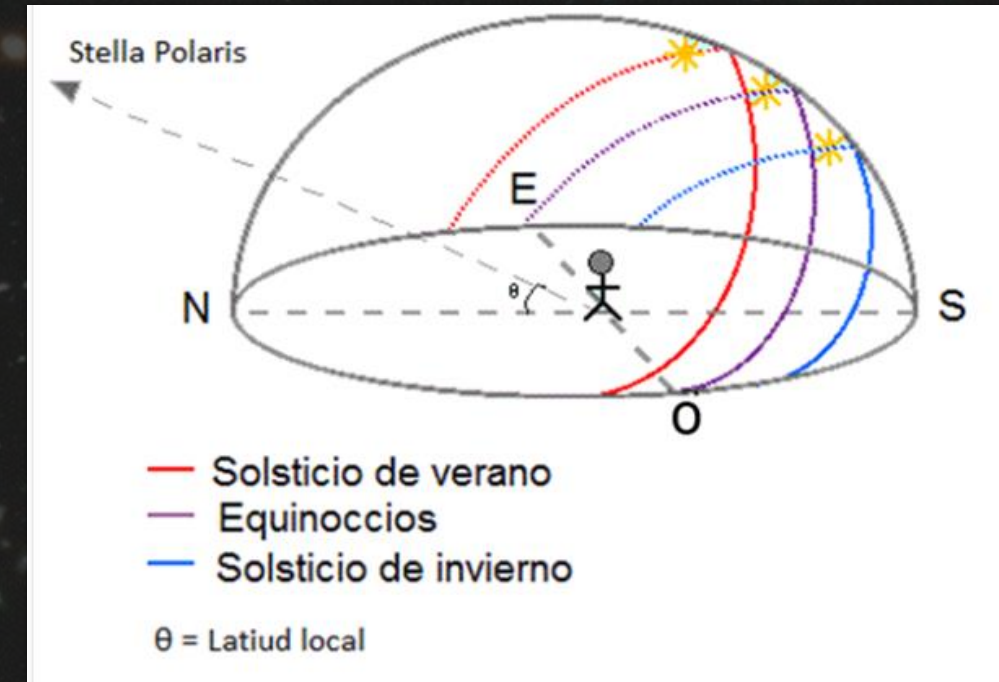 Stella Polaris
E
θ
N
S
O
Solsticio de verano
Equinoccios
Solsticio de invierno
θ = Latiud local